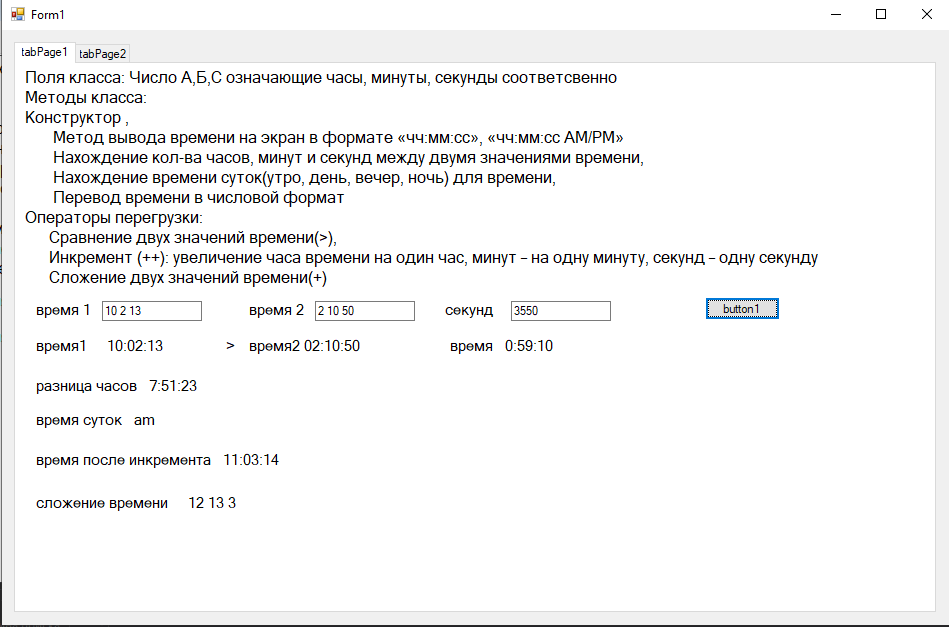 Form1
tabPage1 tabPage2
Поля класса: Число А,Б,С означающие часы, минуты, секунды соответсвенно
Методы класса:
Конструктор ,
Метод вывода времени на экран в формате «чч:мм:сс», «чч:мм:сс АМ/РМ»
Нахождение кол-ва часов, минут и секунд между двумя значениями времени,
Нахождение времени суток(утро, день, вечер, ночь) для времени,
Перевод времени в числовой формат
Операторы перегрузки:
Сравнение двух значений времени(>),
Инкремент (++): увеличение часа времени на один час, минут – на одну минуту, секунд – одну секунду
Сложение двух значений времени(+)
время 1 10 2 13 время 2 2 10 50 секунд 3550 button1
время1 10:02:13 > время2 02:10:50 время 0:59:10
разница часов 7:51:23
время суток am
время после инкремента 11:03:14
сложение времени 12 13 3